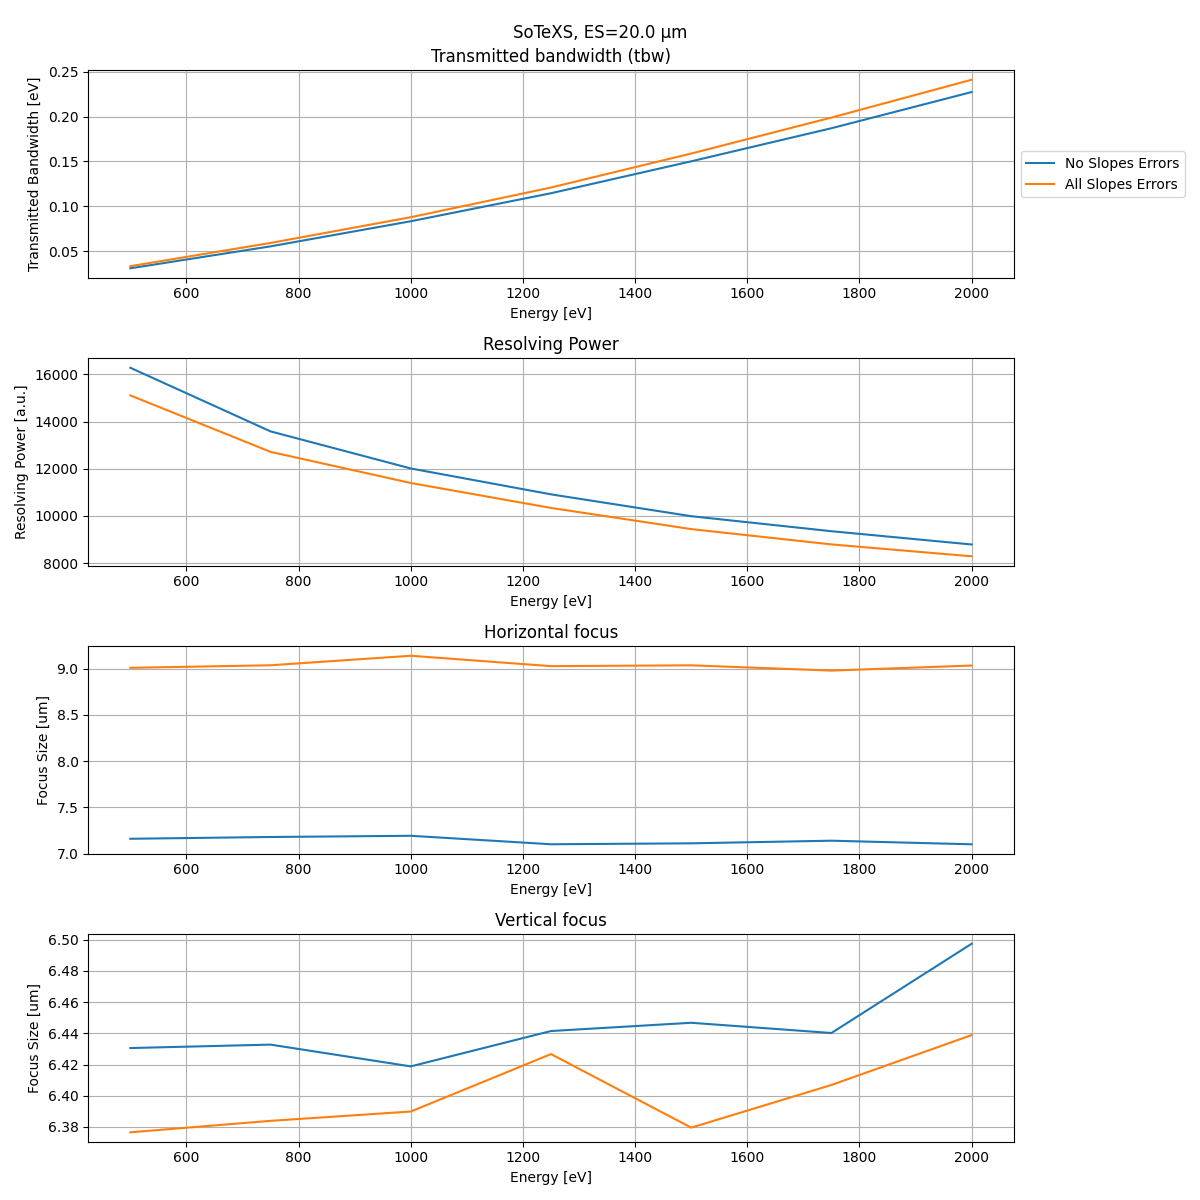 SoTeXS, ES=20.0 μm
Transmitted bandwidth (tbw)
Transmitted Bandwidth [eV]
0.25
0.20
0.15
0.10
0.05
600 800 1000 1200 1400 1600 1800 2000
Energy [eV]
No Slopes Errors
All Slopes Errors
Resolving Power
Resolving Power [a.u.]
16000
14000
12000
10000
8000
600 800 1000 1200 1400 1600 1800 2000
Energy [eV]
Horizontal focus
Focus Size [um]
9.0
8.5
8.0
7.5
7.0
600 800 1000 1200 1400 1600 1800 2000
Energy [eV]
Vertical focus
Focus Size [um]
6.50
6.48
6.46
6.44
6.42
6.40
6.38
600 800 1000 1200 1400 1600 1800 2000
Energy [eV]